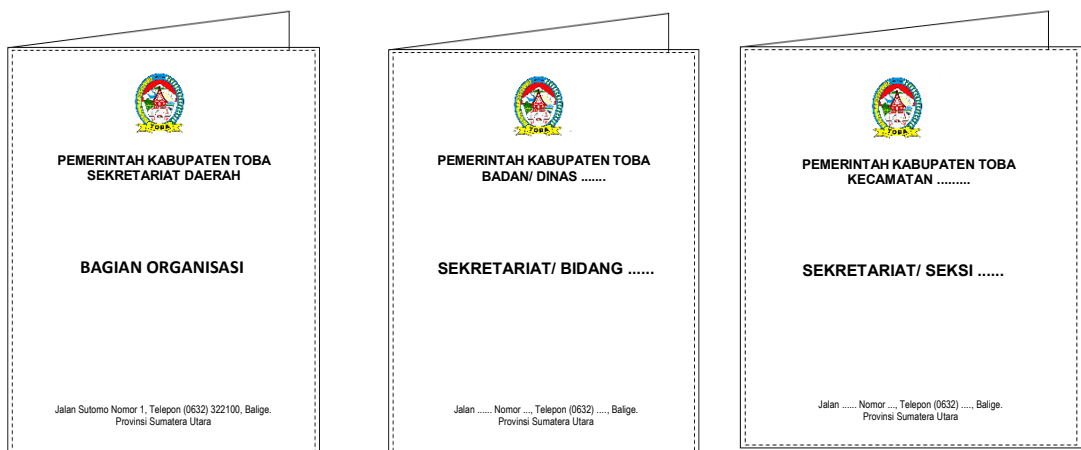 TOBA
PEMERINTAH KABUPATEN TOBA
SEKRETARIAT DAERAH
BAGIAN ORGANISASI
Jalan Sutomo Nomor 1, Telepon (0632) 322100, Balige.
Provinsi Sumatera Utara
TOBA
PEMERINTAH KABUPATEN TOBA
BADAN/ DINAS .......
SEKRETARIAT/ BIDANG ......
Jalan ...... Nomor ..., Telepon (0632) ...., Balige.
Provinsi Sumatera Utara
TOBA
PEMERINTAH KABUPATEN TOBA
KECAMATAN .........
SEKRETARIAT/ SEKSI ......
Jalan ...... Nomor ..., Telepon (0632) ...., Balige.
Provinsi Sumatera Utara